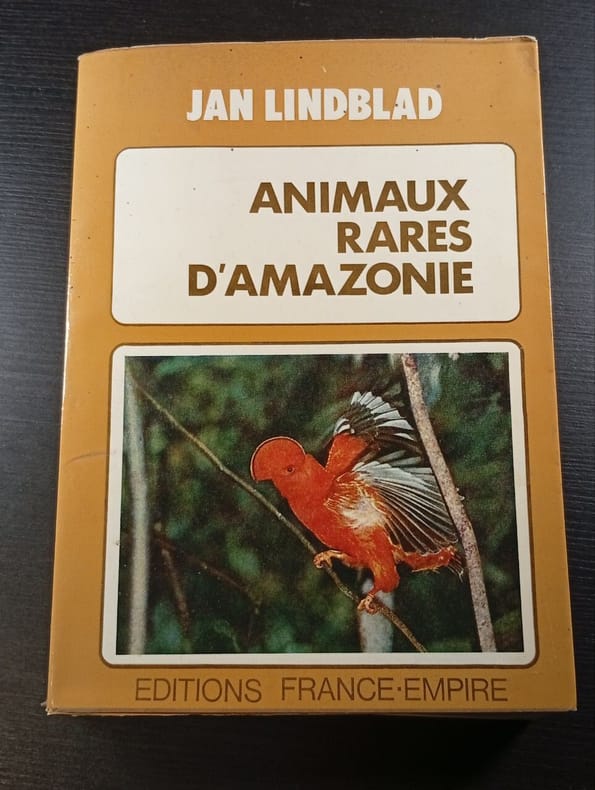 JAN LINDBLAD
ANIMAUX
RARES
D'AMAZONIE
EDITIONS FRANCE·EMPIRE